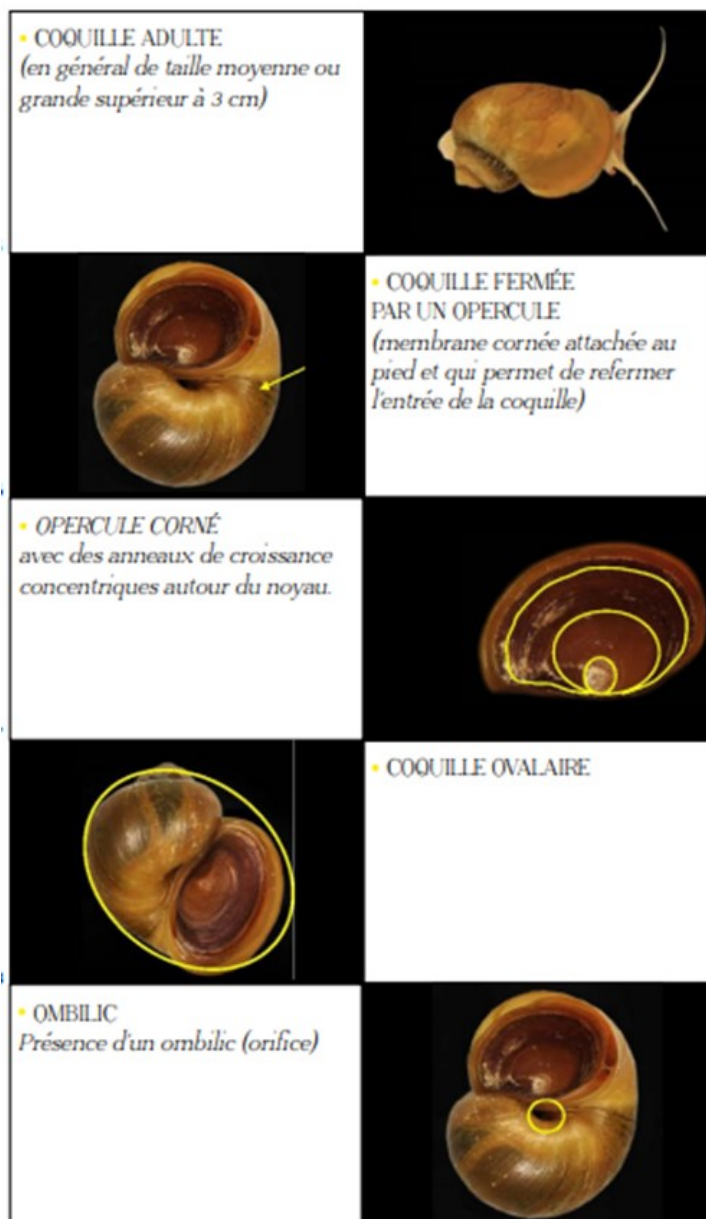 • COQUILLE ADULTE
(en général de taille moyenne ou
grande supérieur à 3 cm)
• COQUILLE FERMÉE
PAR UN OPERCULE
(membrane cornée attachée au
pied et qui permet de refermer
l'entrée de la coquille)
• OPERCULE CORNÉ
avec des anneaux de croissance
concentriques autour du noyau.
• COQUILLE OVALAIRE
• OMBILIC
Présence d'un ombilic (orifice)